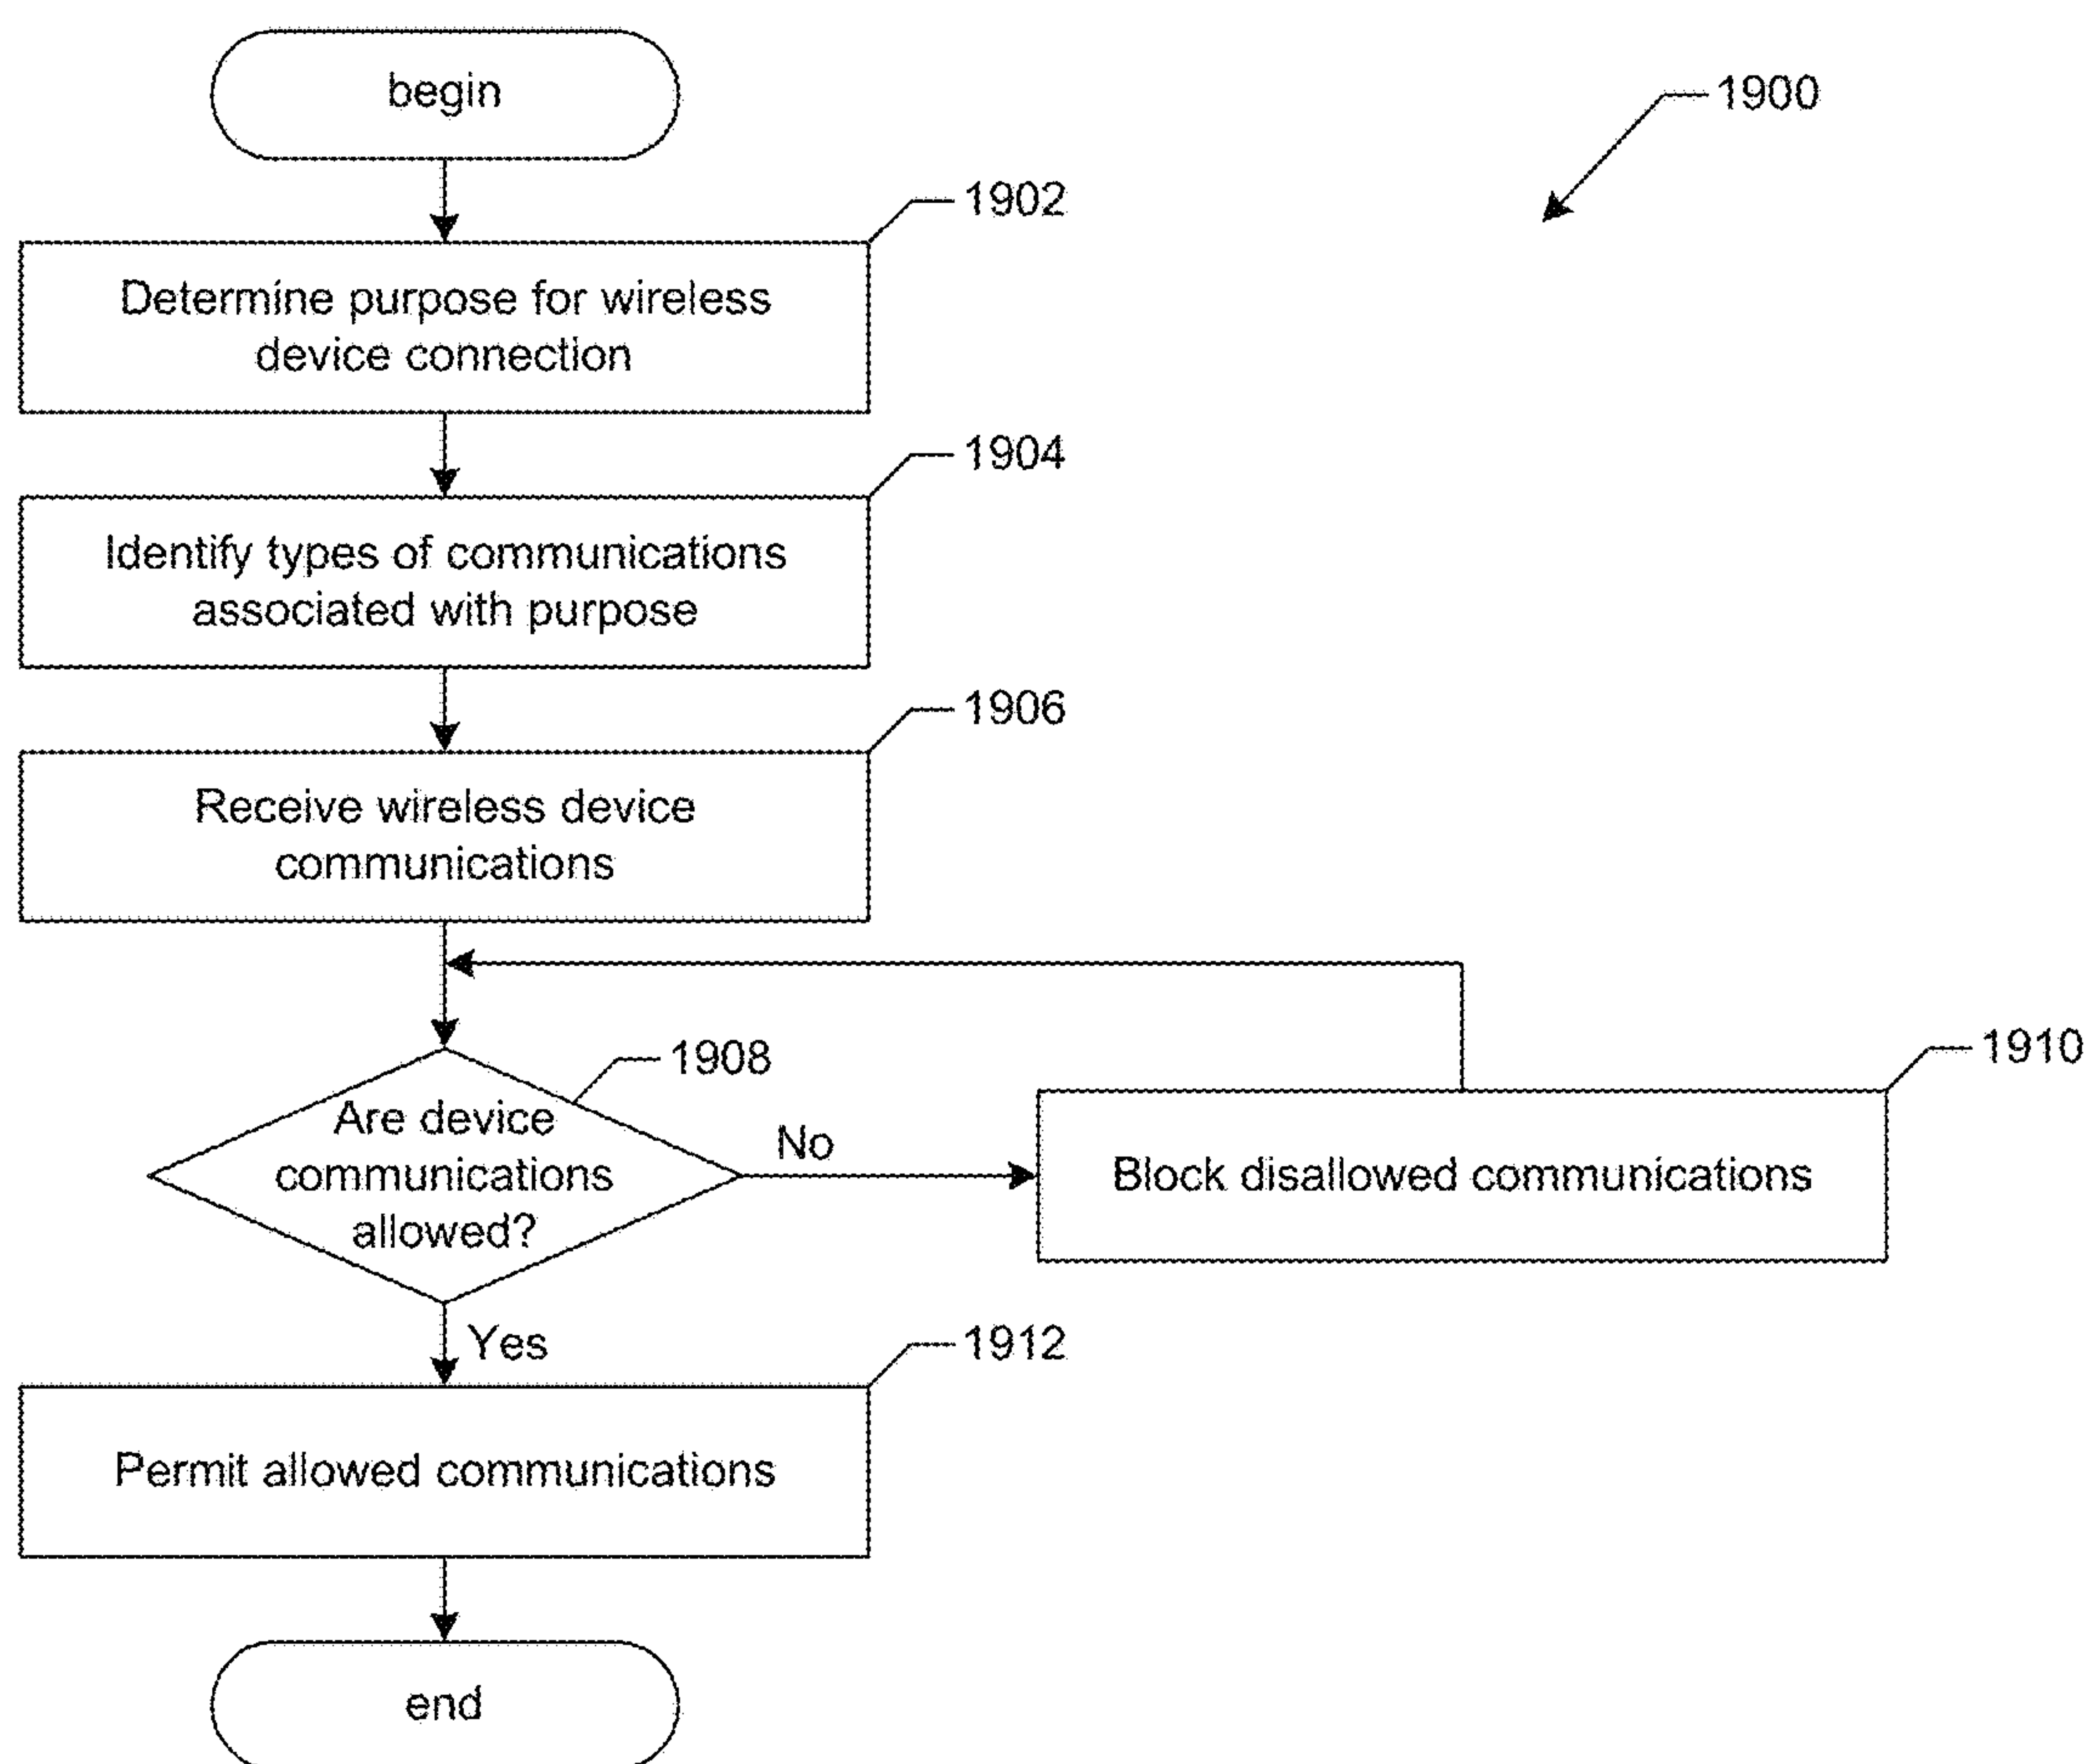 begin
1900
1902
Determine purpose for wireless
device connection
1904
Identify types of communications
associated with purpose
1906
Receive wireless device
communications
1908
Are device
communications
allowed?
No
1910
Block disallowed communications
Yes
1912
Permit allowed communications
end